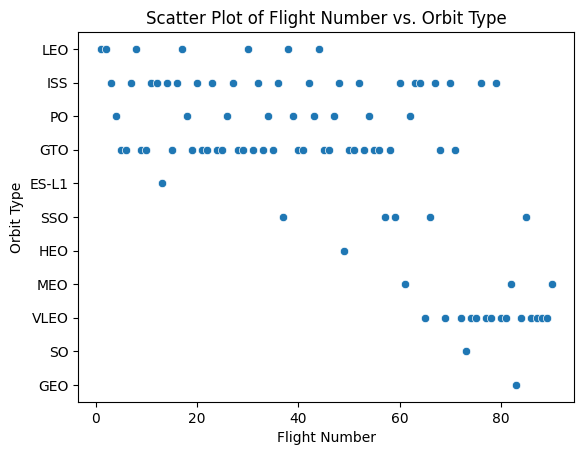 Scatter Plot of Flight Number vs. Orbit Type
LEO
ISS
PO
GTO
ES-L1
SSO
HEO
MEO
VLEO
SO
GEO
Orbit Type
0 20 40 60 80
Flight Number